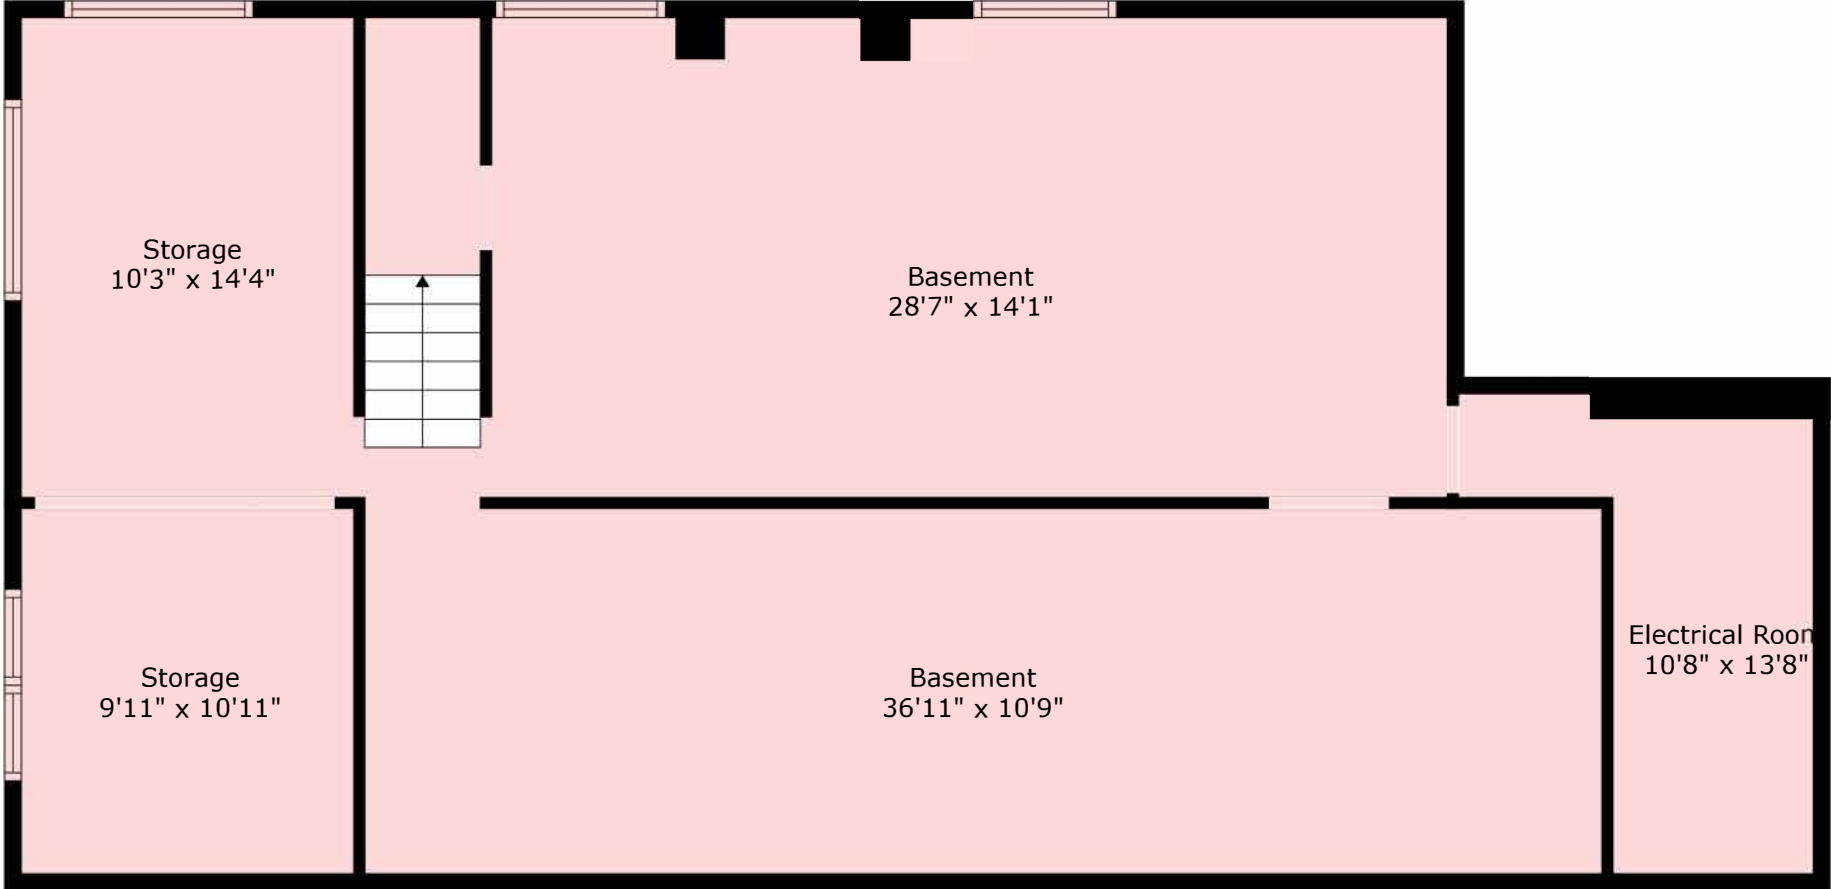 Storage
10'3" x 14'4"
Basement
28'7" x 14'1"
Electrical Room
10'8" x 13'8"
Storage
9'11" x 10'11"
Basement
36'11" x 10'9"